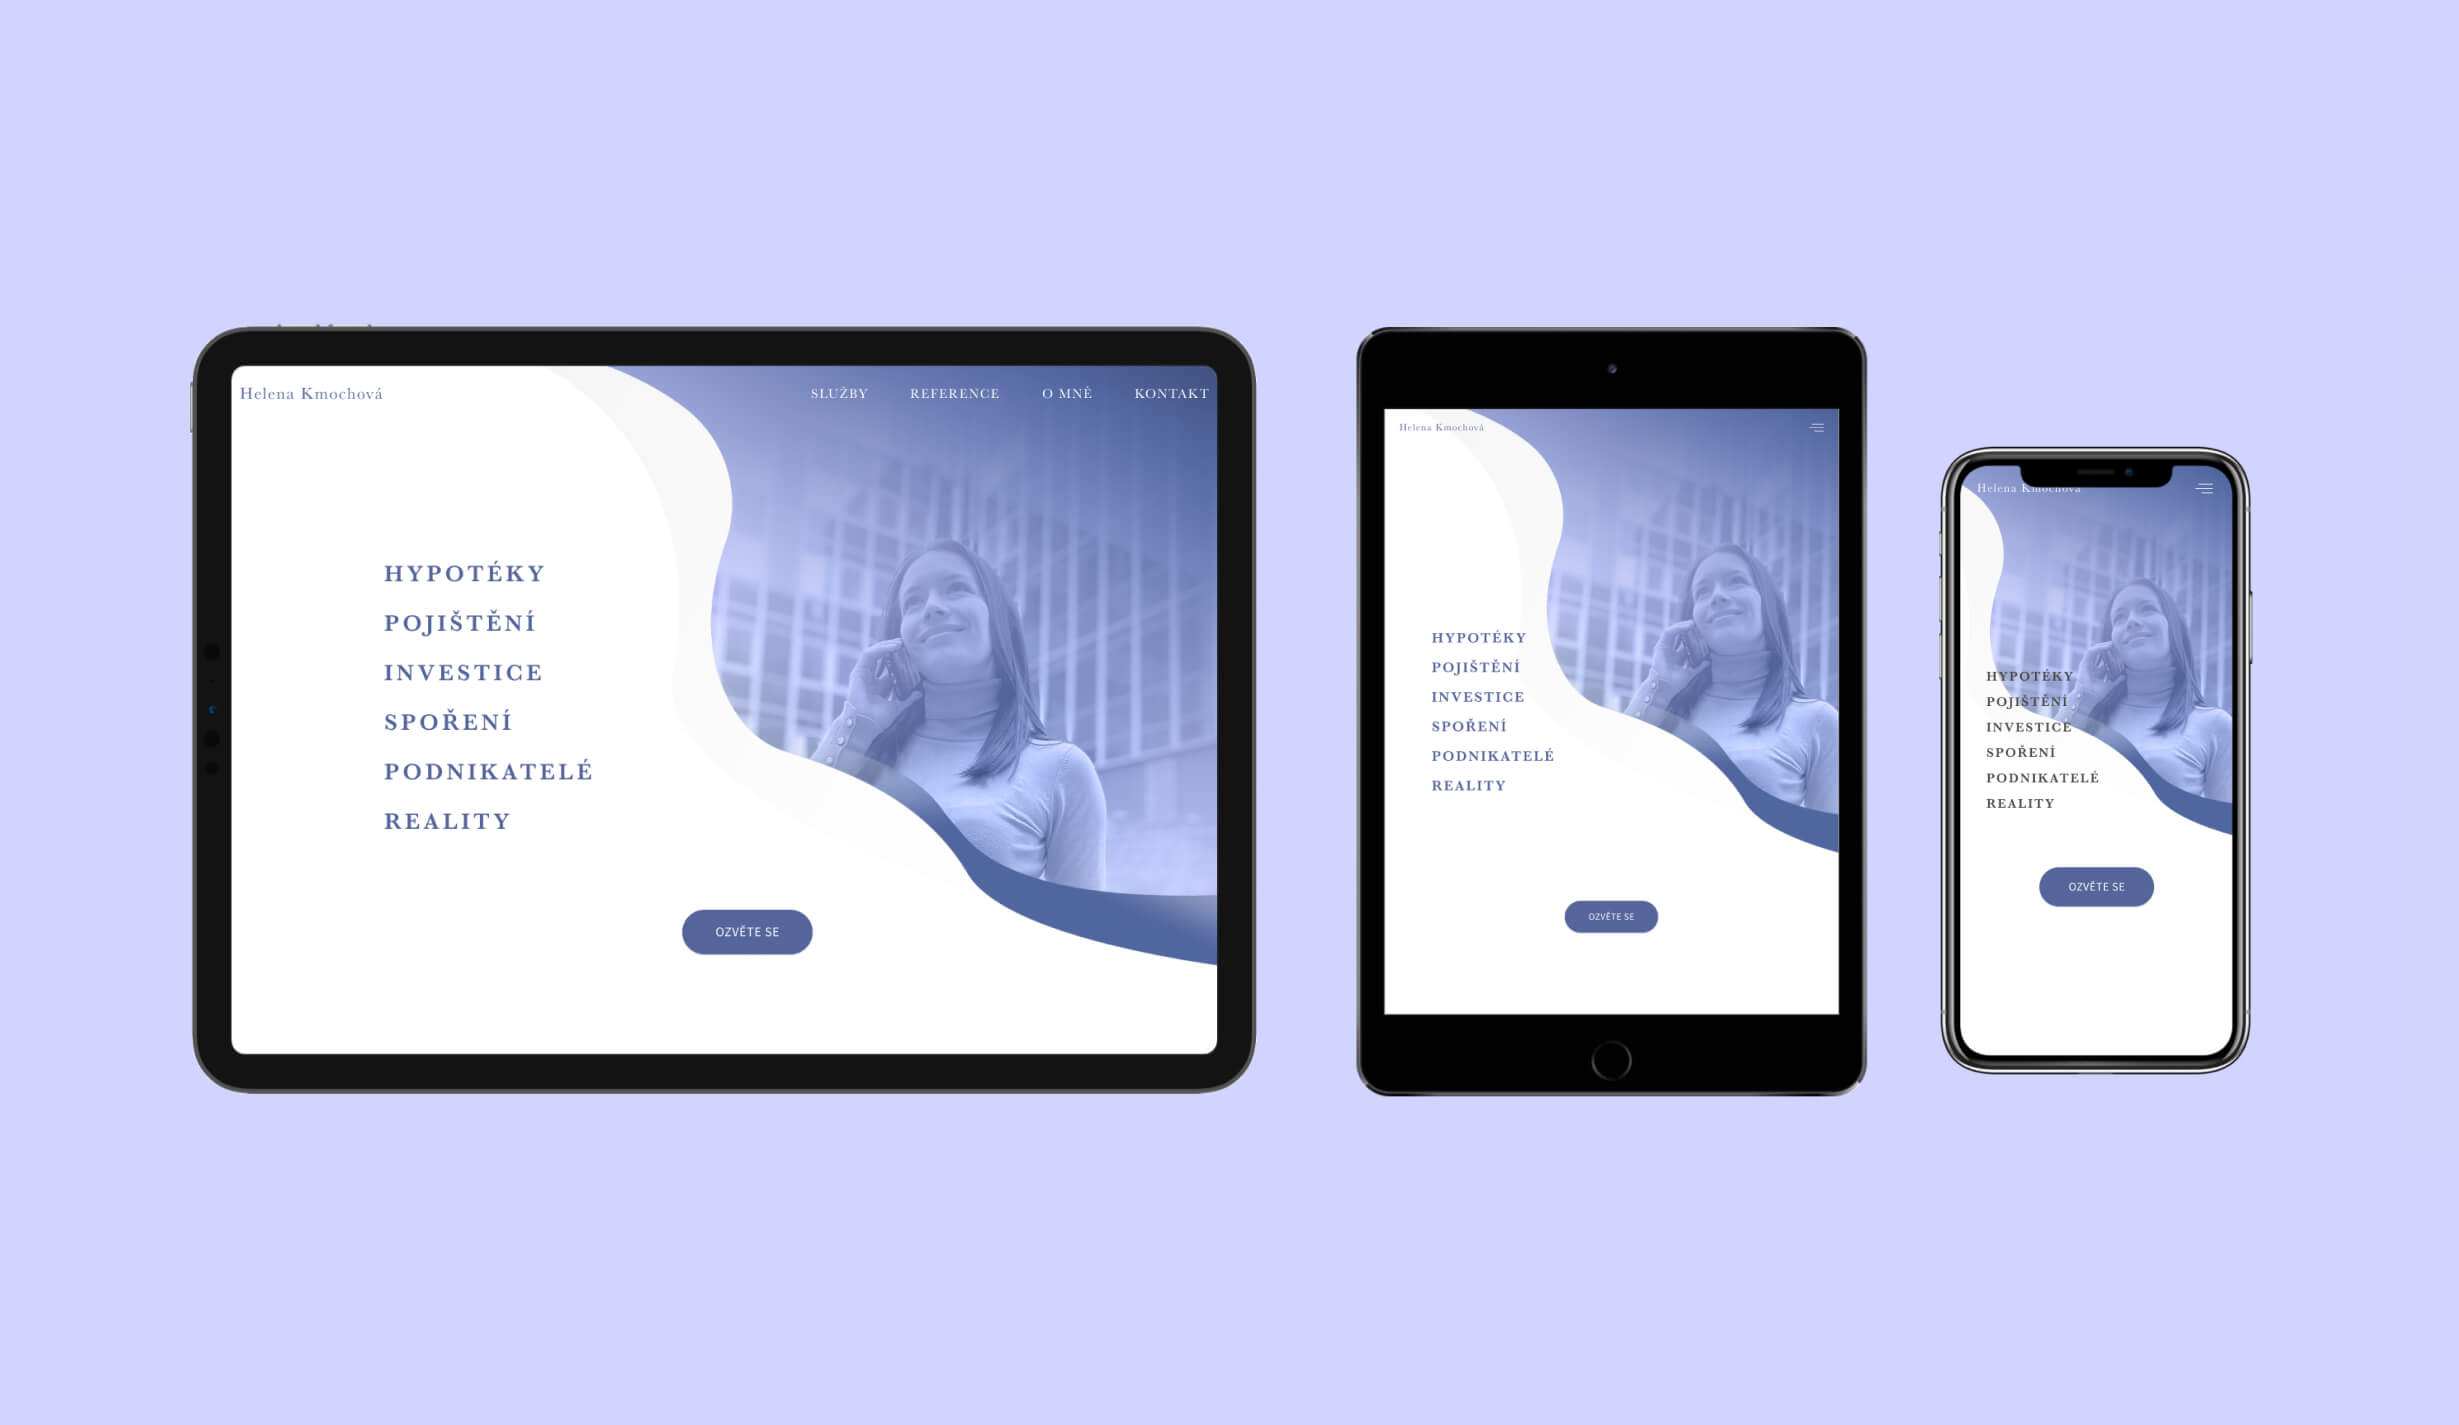 Helena Kmochová
SLUŽBY REFERENCE O MNĚ KONTAKT
HYPOTÉKY
POJIŠTĚNÍ
INVESTICE
SPOŘENÍ
PODNIKATELÉ
REALITY
OZVĚTE SE
Helena Kmochová
HYPOTÉKY
POJIŠTĚNÍ
INVESTICE
SPOŘENÍ
PODNIKATELÉ
REALITY
OZVĚTE SE
Helena Kmochová
HYPOTÉKY
POJIŠTĚNÍ
INVESTICE
SPOŘENÍ
PODNIKATELÉ
REALITY
OZVĚTE SE